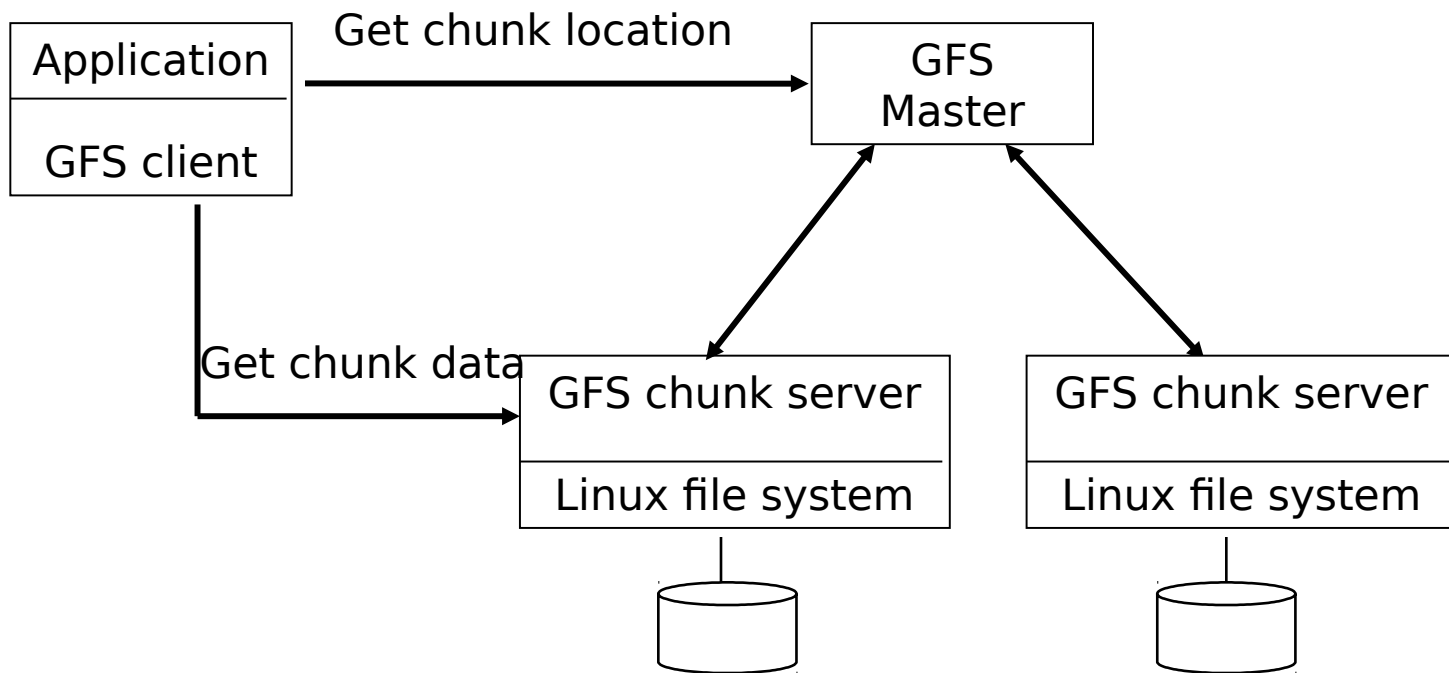 Get chunk location
Application
GFS client
GFS
Master
Get chunk data
GFS chunk server
Linux file system
GFS chunk server
Linux file system